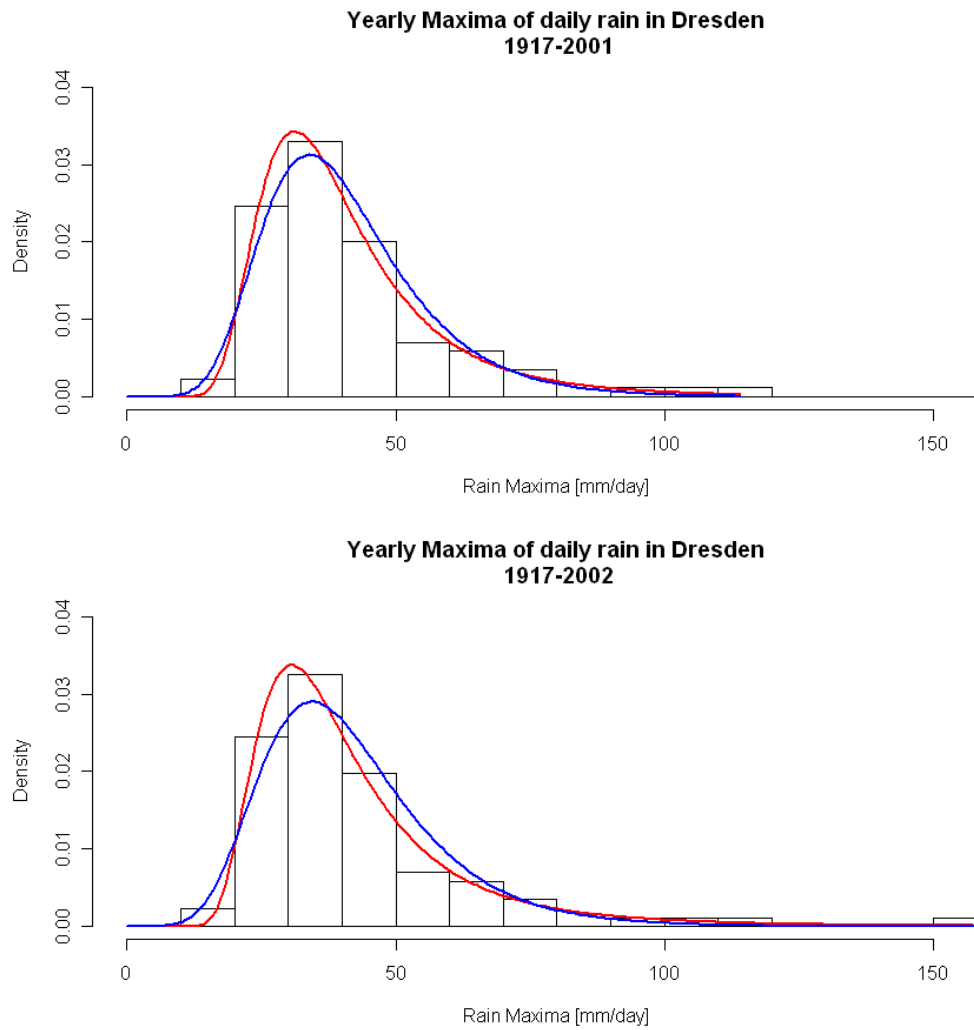 Yearly Maxima of daily rain in Dresden
1917-2001
0.04
0.03
0.02
0.01
0.00
Density
0 50 100 150
Rain Maxima [mm/day]
Yearly Maxima of daily rain in Dresden
1917-2002
0.04
0.03
0.02
0.01
0.00
Density
0 50 100 150
Rain Maxima [mm/day]